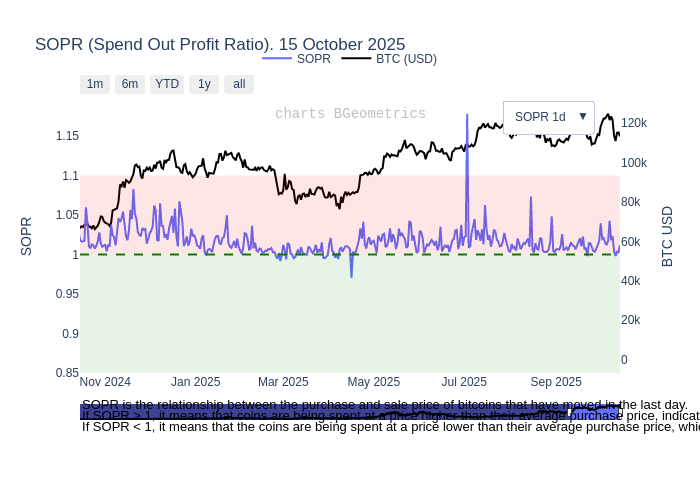 SOPR (Spend Out Profit Ratio). 15 October 2025
SOPR
BTC (USD)
1m
6m
YTD
1y
all
charts BGeometrics
SOPR 1d ▼
1.15
1.1
1.05
1
0.95
0.9
0.85
SOPR
120k
100k
80k
60k
40k
20k
0
BTC USD
Nov 2024
Jan 2025
Mar 2025
May 2025
Jul 2025
Sep 2025
SOPR is the relationship between the purchase and sale price of bitcoins that have moved in the last day.
If SOPR > 1, it means that coins are being spent at a price higher than their average purchase price, indicat
If SOPR < 1, it means that the coins are being spent at a price lower than their average purchase price, whi